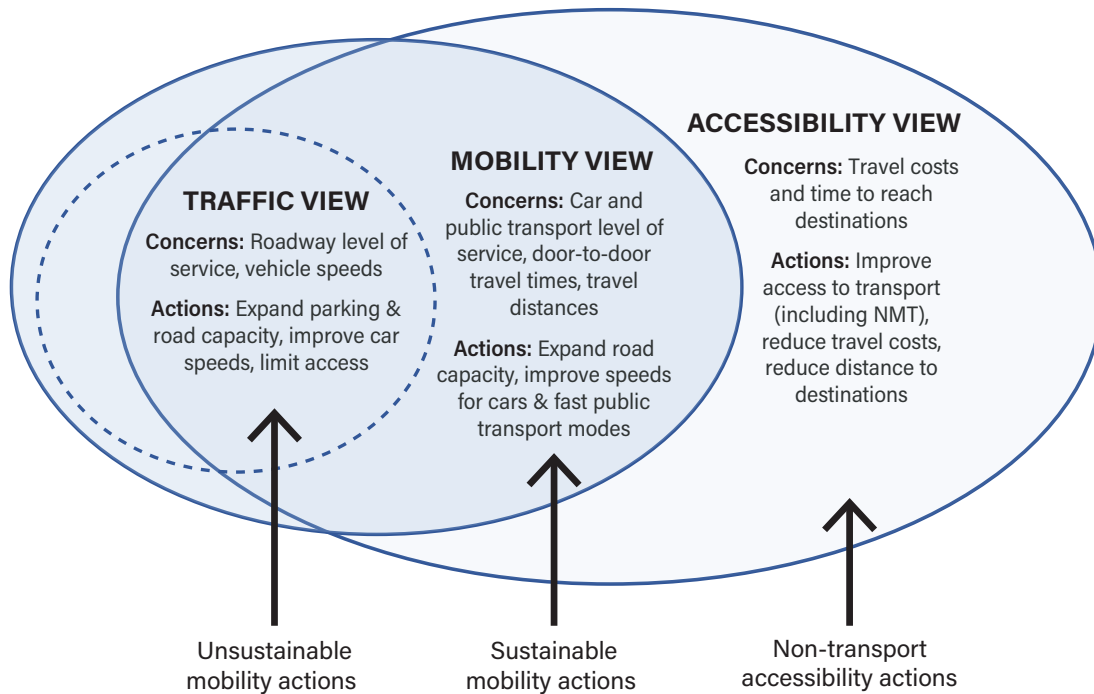 TRAFFIC VIEW
Concerns: Roadway level of
service, vehicle speeds
Actions: Expand parking &
road capacity, improve car
speeds, limit access
MOBILITY VIEW
Concerns: Car and
public transport level of
service, door-to-door
travel times, travel
distances
Actions: Expand road
capacity, improve speeds
for cars & fast public
transport modes
ACCESSIBILITY VIEW
Concerns: Travel costs
and time to reach
destinations
Actions: Improve
access to transport
(including NMT),
reduce travel costs,
reduce distance to
destinations
Unsustainable
mobility actions
Sustainable
mobility actions
Non-transport
accessibility actions